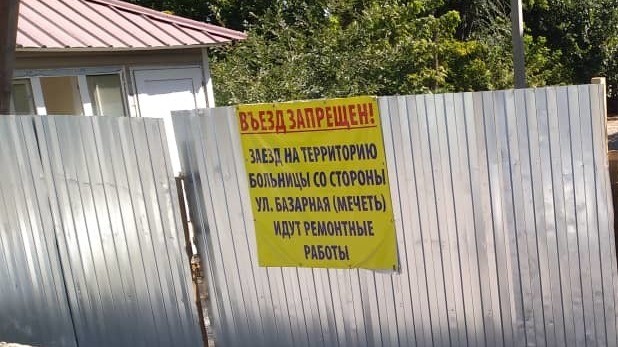 ВЪЕЗД ЗАПРЕЩЕН!
ЗАЕЗД НА ТЕРРИТОРИЮ
БОЛЬНИЦЫ СО СТОРОНЫ
УЛ. БАЗАРНАЯ (МЕЧЕТЬ)
ИДУТ РЕМОНТНЫЕ
РАБОТЫ